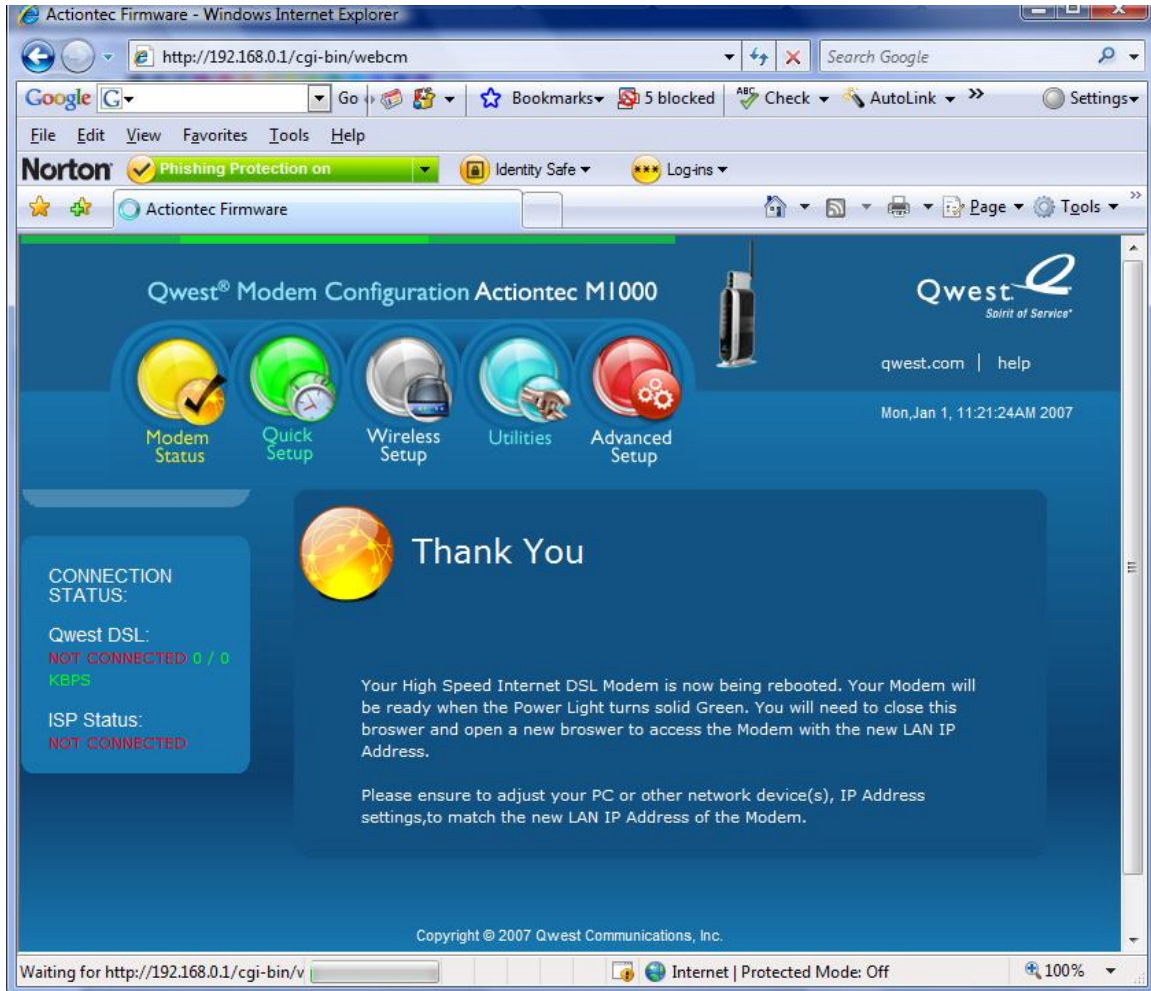 Actiontec Firmware - Windows Internet Explorer
http://192.168.0.1/cgi-bin/webcm
Search Google
Google G Go Bookmarks 5 blocked ABC Check AutoLink >> Settings
File Edit View Favorites Tools Help
Norton Phishing Protection on Identity Safe Log-ins
Actiontec Firmware Page Tools >>
Qwest® Modem Configuration Actiontec M1000
Qwest
Spirit of Service
qwest.com | help
Mon,Jan 1, 11:21:24AM 2007
Modem Status
Quick Setup
Wireless Setup
Utilities
Advanced Setup
CONNECTION
STATUS:
Qwest DSL:
NOT CONNECTED 0 / 0
KBPS
ISP Status:
NOT CONNECTED
Thank You
Your High Speed Internet DSL Modem is now being rebooted. Your Modem will
be ready when the Power Light turns solid Green. You will need to close this
broswer and open a new broswer to access the Modem with the new LAN IP
Address.
Please ensure to adjust your PC or other network device(s), IP Address
settings,to match the new LAN IP Address of the Modem.
Copyright © 2007 Qwest Communications, Inc.
Waiting for http://192.168.0.1/cgi-bin/v Internet | Protected Mode: Off 100%